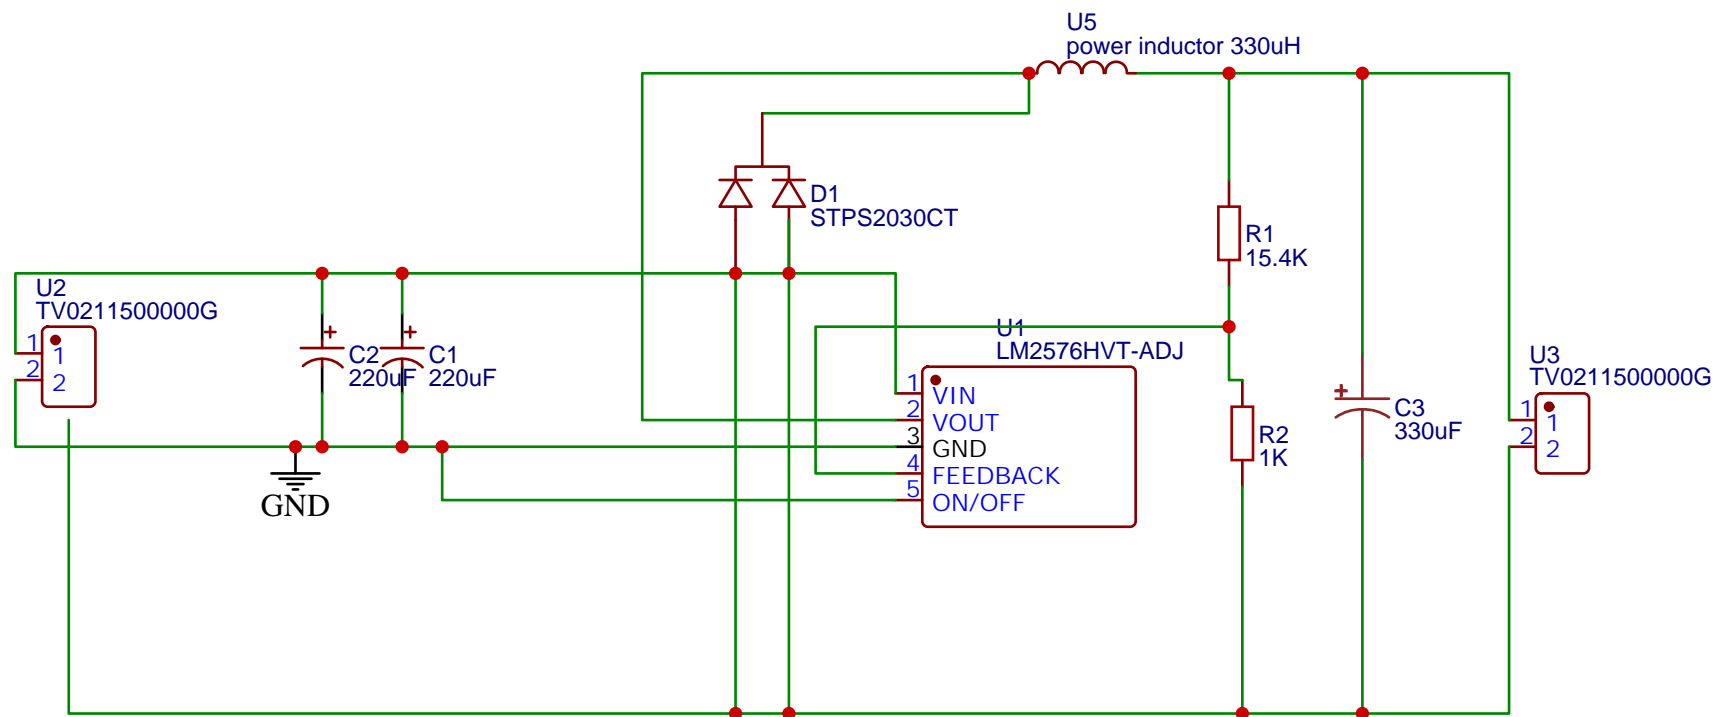 U5
power inductor 330uH
D1
STPS2030CT
R1
15.4K
U2
TV0211500000G
1
2
1
2
C2
220uF
C1
220uF
U1
LM2576HVT-ADJ
1
2
3
4
5
VIN
VOUT
GND
FEEDBACK
ON/OFF
R2
1K
C3
330uF
U3
TV0211500000G
1
2
1
2
GND